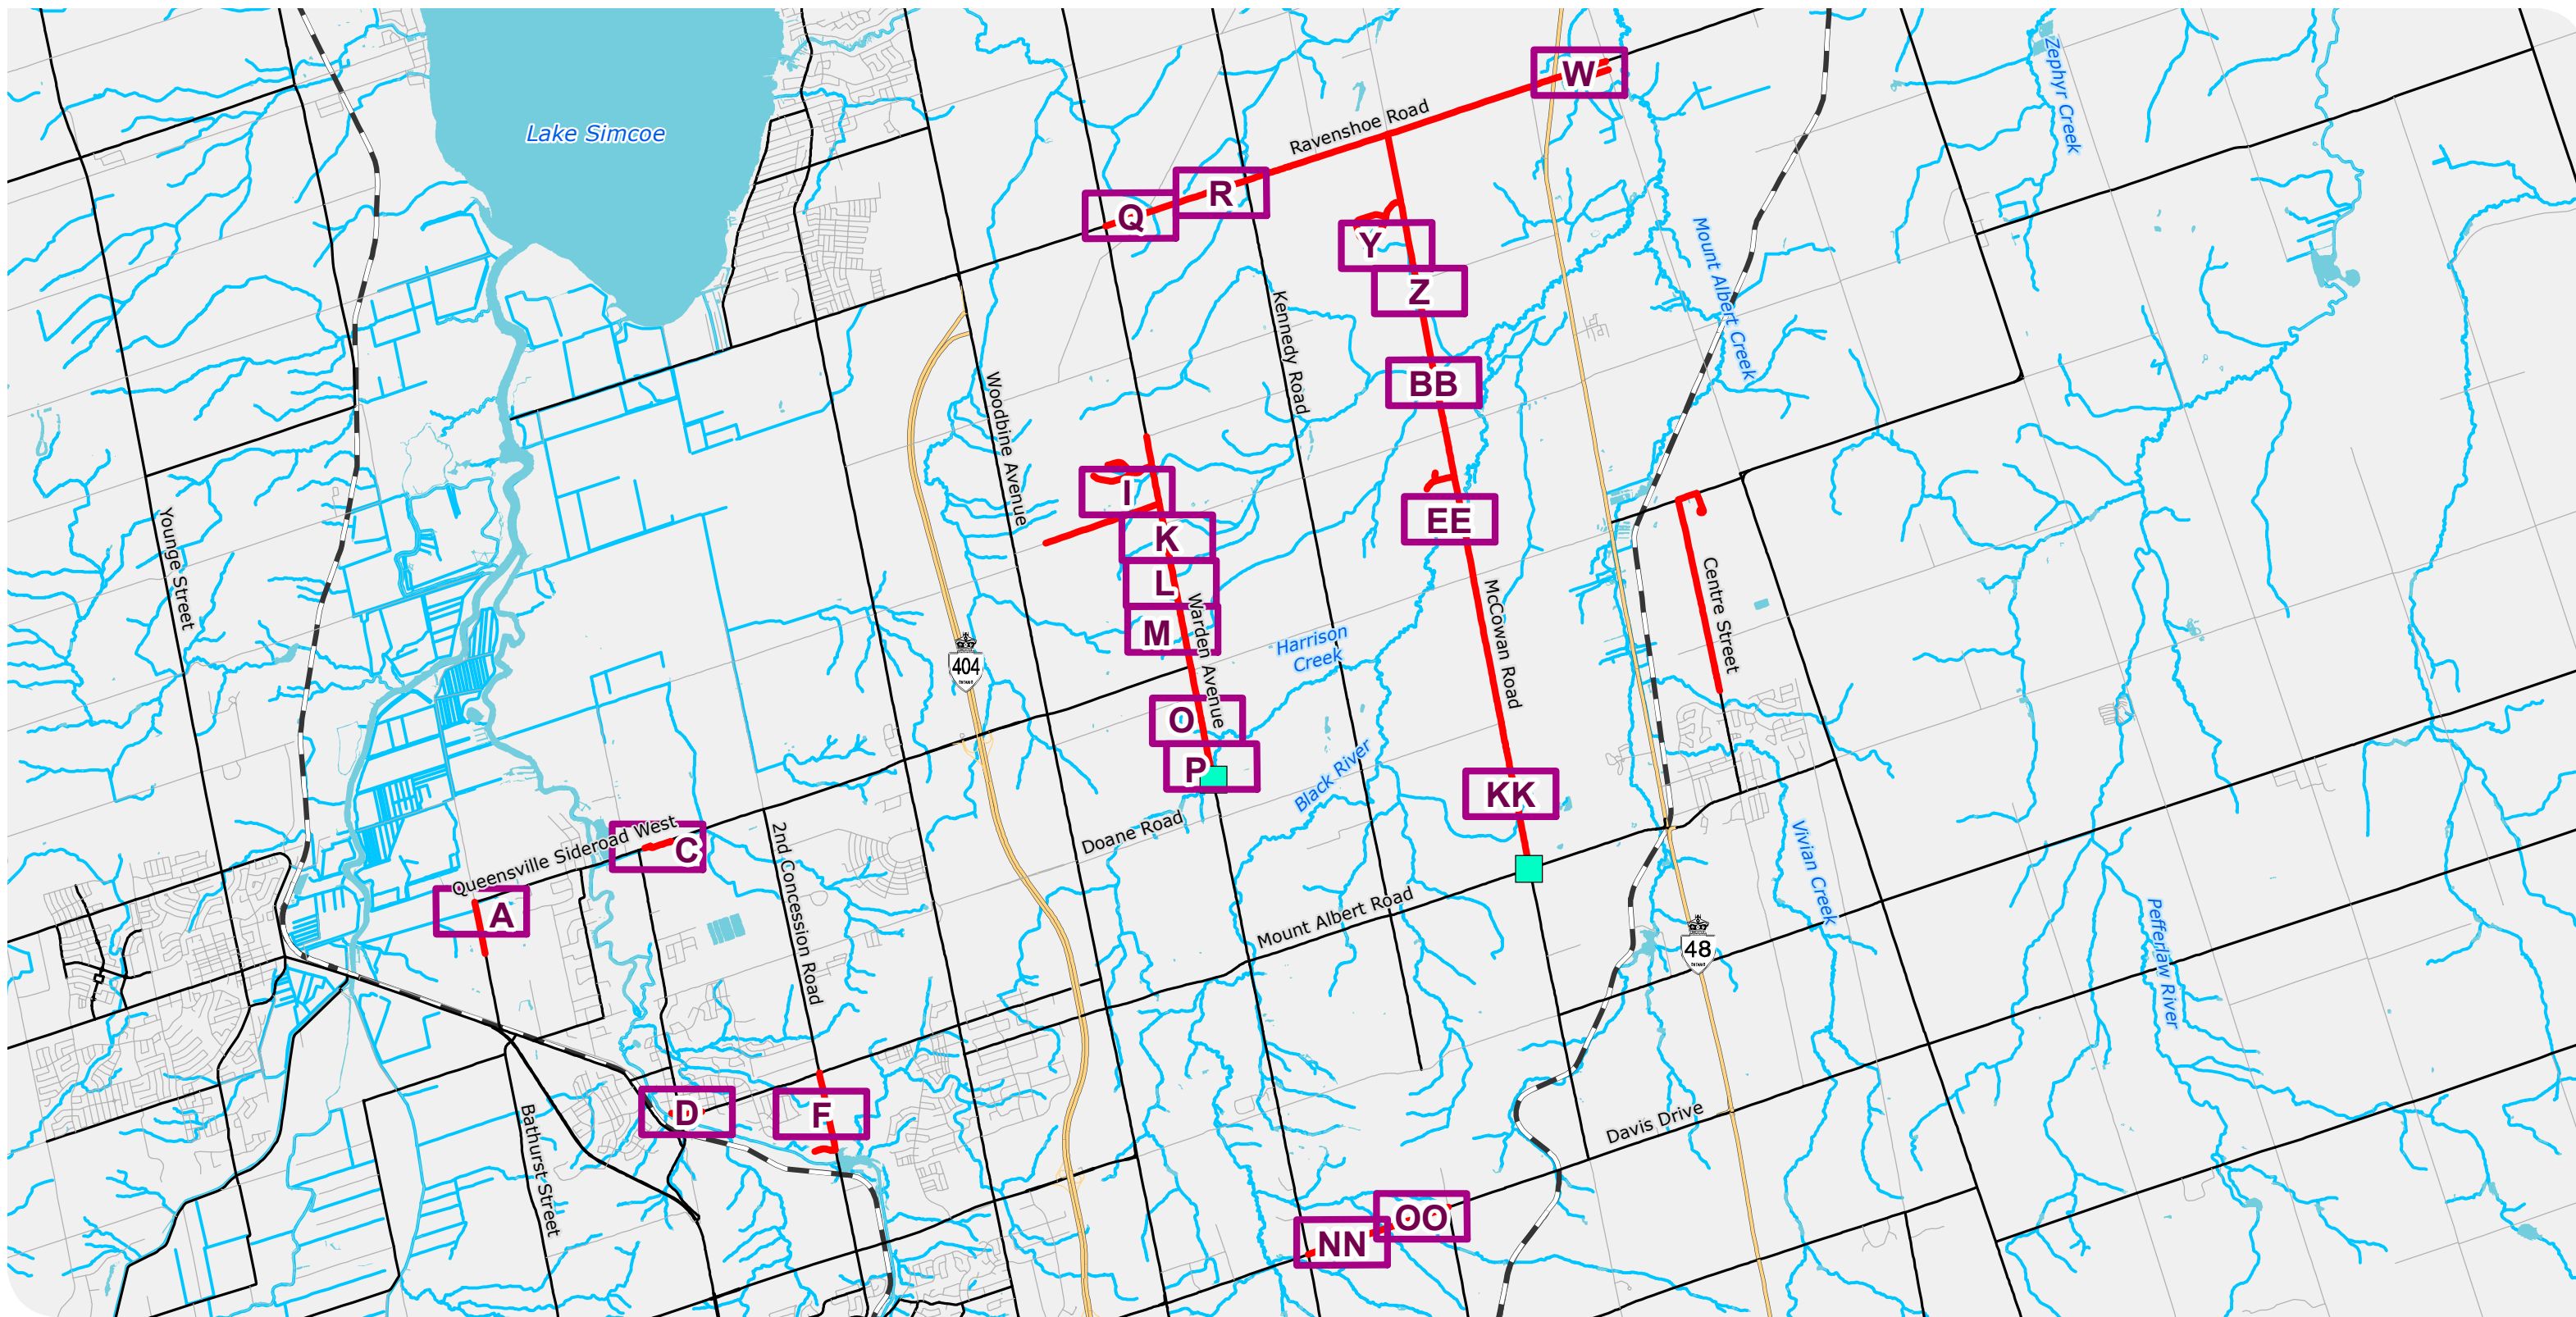 W
Zephyr Creek
Lake Simcoe
Ravenshoe Road
R
Q
Y
Mount Albert Creek
Z
Kennedy Road
BB
Woodbine Avenue
I
EE
Younge Street
K
L
Centre Street
McCowan Road
Warden Avenue
M
Harrison
Creek
404
O
P
Black River
KK
Doane Road
Queensville Sideroad West
C
2nd Concession Road
Vivian Creek
A
Mount Albert Road
Pefferlaw River
48
D
F
Bathurst Street
Davis Drive
OO
NN